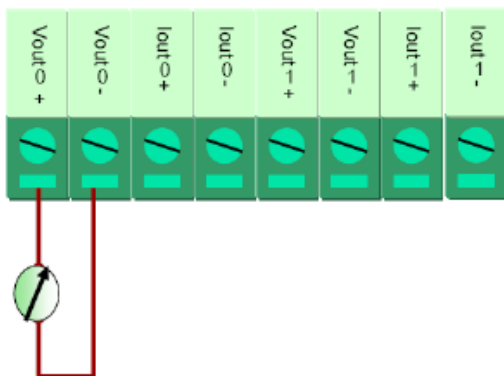 Vout0+
Vout0-
Iout0+
Iout0-
Vout1+
Vout1-
Iout1+
Iout1-